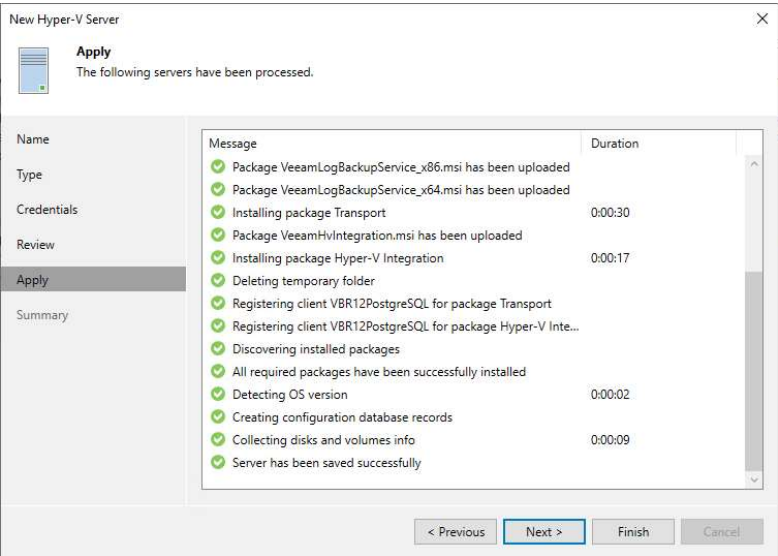 New Hyper-V Server
Apply
The following servers have been processed.
Name
Type
Credentials
Review
Apply
Summary
Message Duration
Package VeeamLogBackupService_x86.msi has been uploaded
Package VeeamLogBackupService_x64.msi has been uploaded
Installing package Transport 0:00:30
Package VeeamHvIntegration.msi has been uploaded
Installing package Hyper-V Integration 0:00:17
Deleting temporary folder
Registering client VBR12PostgreSQL for package Transport
Registering client VBR12PostgreSQL for package Hyper-V Inte...
Discovering installed packages
All required packages have been successfully installed
Detecting OS version 0:00:02
Creating configuration database records
Collecting disks and volumes info 0:00:09
Server has been saved successfully
< Previous Next > Finish Cancel